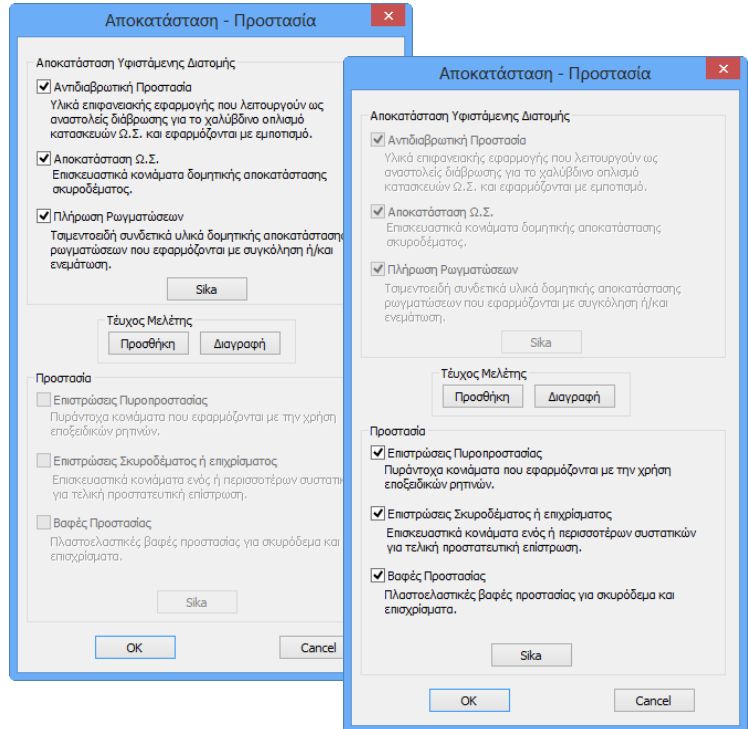 Αποκατάσταση - Προστασία
Αποκατάσταση Υφιστάμενης Διατομής
Αντιδιαβρωτική Προστασία
Υλικά επιφανειακής εφαρμογής που λειτουργούν ως
αναστολείς διάβρωσης για το χαλύβδινο οπλισμό
κατασκευών Ω.Σ. και εφαρμόζονται με εμποτισμό.
Αποκατάσταση Ω.Σ.
Επισκευαστικά κονιάματα δομητικής αποκατάστασης
σκυροδέματος.
Πλήρωση Ρωγματώσεων
Τσιμεντοειδή συνδετικά υλικά δομητικής αποκατάστασης
ρωγματώσεων που εφαρμόζονται με συγκόληση ή/και
ενεμάτωση.
Sika
Τέυχος Μελέτης
Προσθήκη Διαγραφή
Προστασία
Επιστρώσεις Πυροπροστασίας
Πυράντοχα κονιάματα που εφαρμόζονται με την χρήση
εποξειδικών ρητινών.
Επιστρώσεις Σκυροδέματος ή επιχρίσματος
Επισκευαστικά κονιάματα ενός ή περισσοτέρων συστατι
για τελική προστατευτική επίστρωση.
Βαφές Προστασίας
Πλαστοελαστικές βαφές προστασίας για σκυρόδεμα και
επισχρίσματα.
Sika
OK Cancel
Αποκατάσταση - Προστασία
Αποκατάσταση Υφιστάμενης Διατομής
Αντιδιαβρωτική Προστασία
Υλικά επιφανειακής εφαρμογής που λειτουργούν ως
αναστολείς διάβρωσης για το χαλύβδινο οπλισμό
κατασκευών Ω.Σ. και εφαρμόζονται με εμποτισμό.
Αποκατάσταση Ω.Σ.
Επισκευαστικά κονιάματα δομητικής αποκατάστασης
σκυροδέματος.
Πλήρωση Ρωγματώσεων
Τσιμεντοειδή συνδετικά υλικά δομητικής αποκατάστασης
ρωγματώσεων που εφαρμόζονται με συγκόληση ή/και
ενεμάτωση.
Sika
Τέυχος Μελέτης
Προσθήκη Διαγραφή
Προστασία
Επιστρώσεις Πυροπροστασίας
Πυράντοχα κονιάματα που εφαρμόζονται με την χρήση
εποξειδικών ρητινών.
Επιστρώσεις Σκυροδέματος ή επιχρίσματος
Επισκευαστικά κονιάματα ενός ή περισσοτέρων συστατικών
για τελική προστατευτική επίστρωση.
Βαφές Προστασίας
Πλαστοελαστικές βαφές προστασίας για σκυρόδεμα και
επισχρίσματα.
Sika
OK Cancel